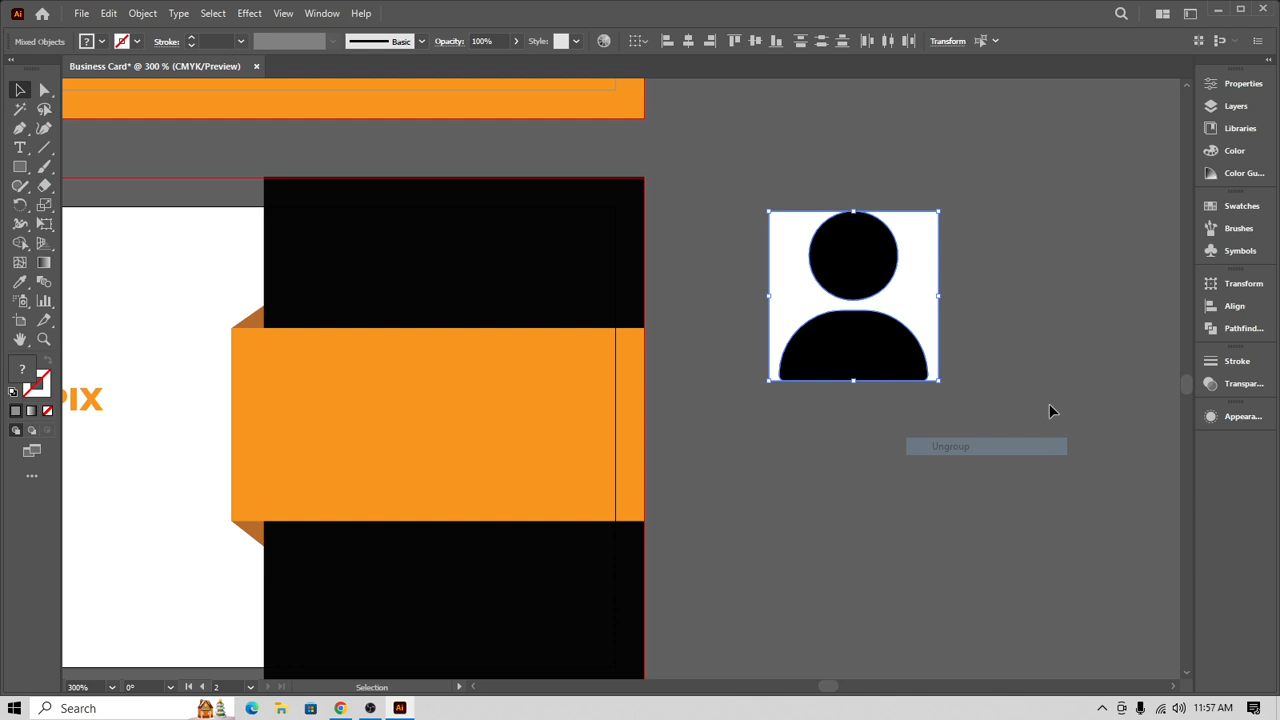 Ai File Edit Object Type Select Effect View Window Help
Mixed Objects ? Stroke: Basic Opacity: 100% Style: Transform
Business Card* @ 300 % (CMYK/Preview) ×
Properties
Layers
Libraries
Color
Color Gu...
Swatches
Brushes
Symbols
Transform
Align
Pathfind...
Stroke
Transpar...
Appeara...
?
PIX
Ungroup
300% 0° 2 Selection
Search Ai 11:57 AM